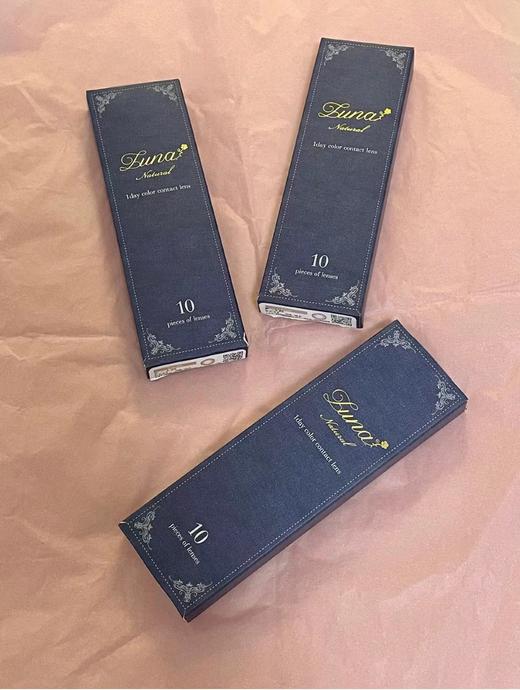 Luna
Natural
1day color contact lens
10
pieces of lenses
Luna
Natural
1day color contact lens
10
pieces of lenses
Luna
Natural
1day color contact lens
10
pieces of lenses